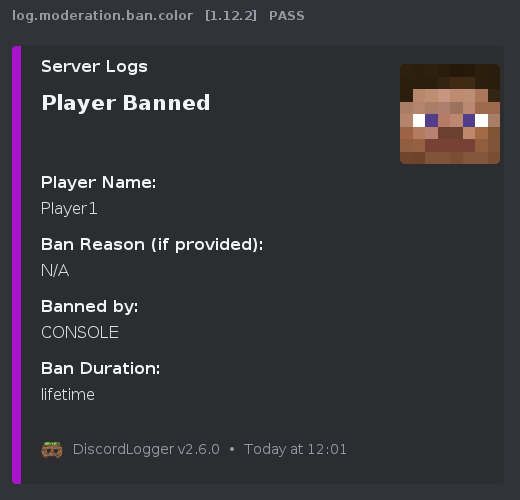 log.moderation.ban.color [1.12.2] PASS
Server Logs
Player Banned
Player Name:
Player1
Ban Reason (if provided):
N/A
Banned by:
CONSOLE
Ban Duration:
lifetime
DiscordLogger v2.6.0 • Today at 12:01